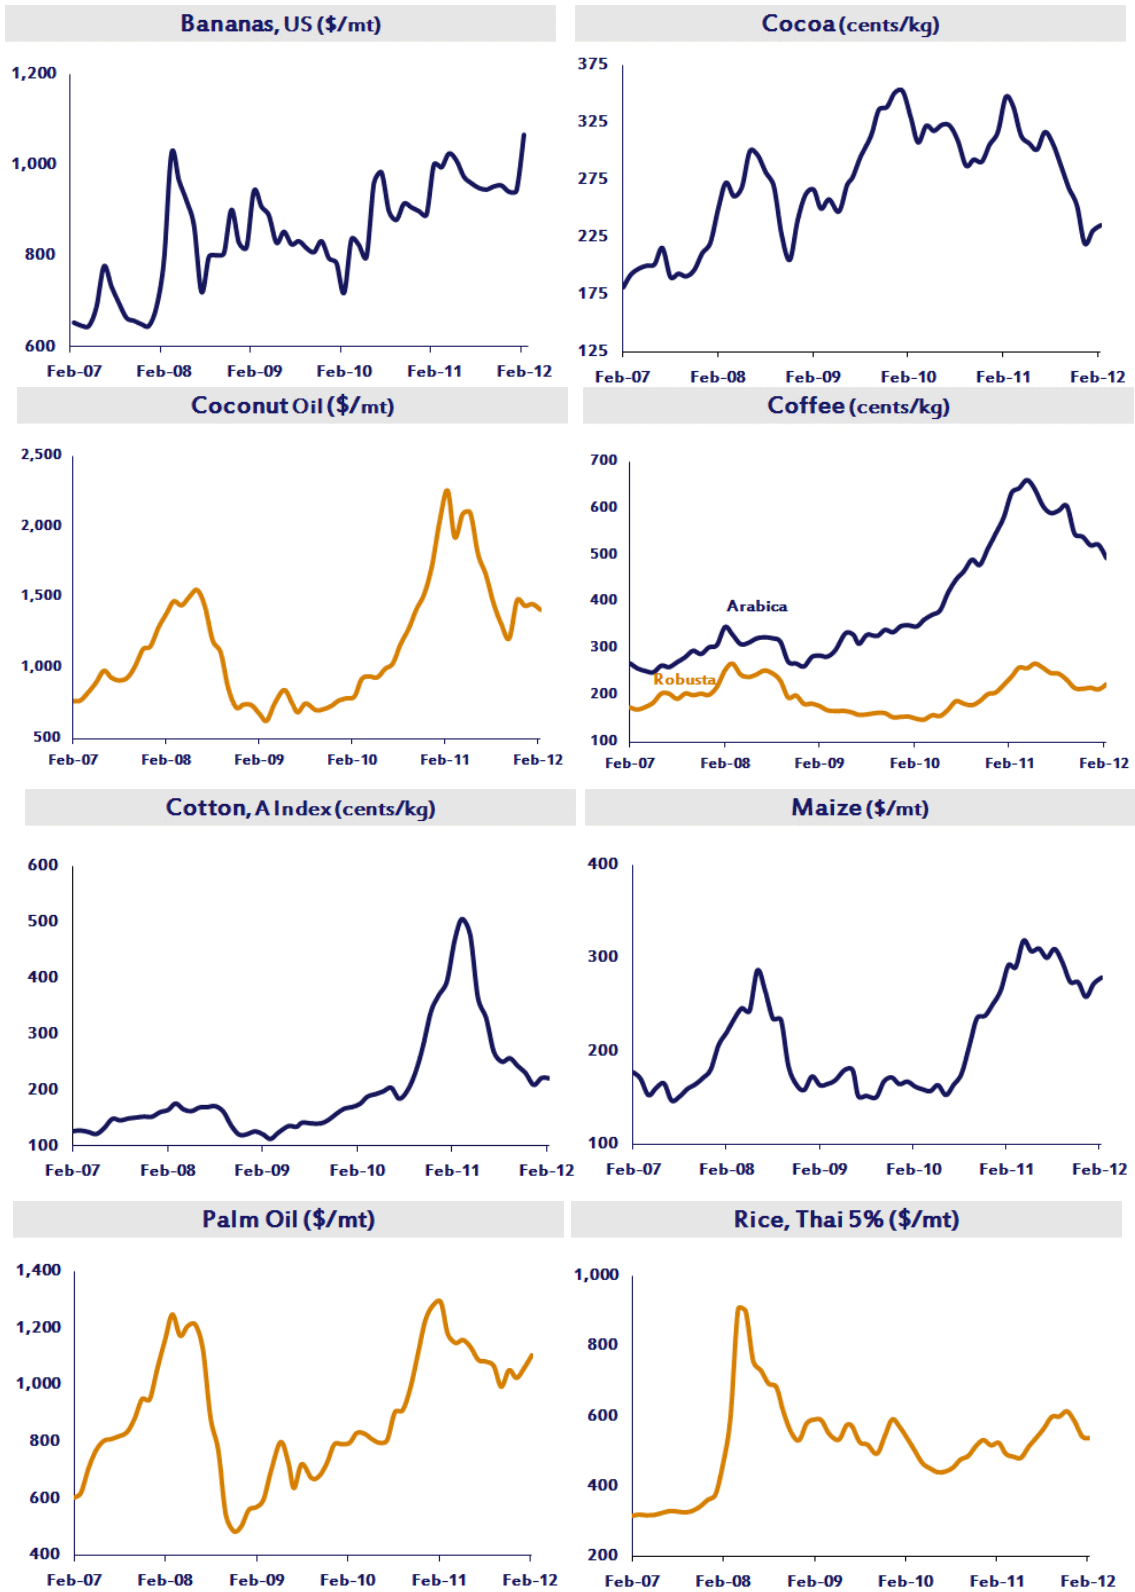 Bananas, US ($/mt)
1,200
1,000
800
600
Feb-07 Feb-08 Feb-09 Feb-10 Feb-11 Feb-12
Cocoa (cents/kg)
375
325
275
225
175
125
Feb-07 Feb-08 Feb-09 Feb-10 Feb-11 Feb-12
Coconut Oil ($/mt)
2,500
2,000
1,500
1,000
500
Feb-07 Feb-08 Feb-09 Feb-10 Feb-11 Feb-12
Coffee (cents/kg)
700
600
500
400
Arabica
300
Robusta
200
100
Feb-07 Feb-08 Feb-09 Feb-10 Feb-11 Feb-12
Cotton, A Index (cents/kg)
600
500
400
300
200
100
Feb-07 Feb-08 Feb-09 Feb-10 Feb-11 Feb-12
Maize ($/mt)
400
300
200
100
Feb-07 Feb-08 Feb-09 Feb-10 Feb-11 Feb-12
Palm Oil ($/mt)
1,400
1,200
1,000
800
600
400
Feb-07 Feb-08 Feb-09 Feb-10 Feb-11 Feb-12
Rice, Thai 5% ($/mt)
1,000
800
600
400
200
Feb-07 Feb-08 Feb-09 Feb-10 Feb-11 Feb-12